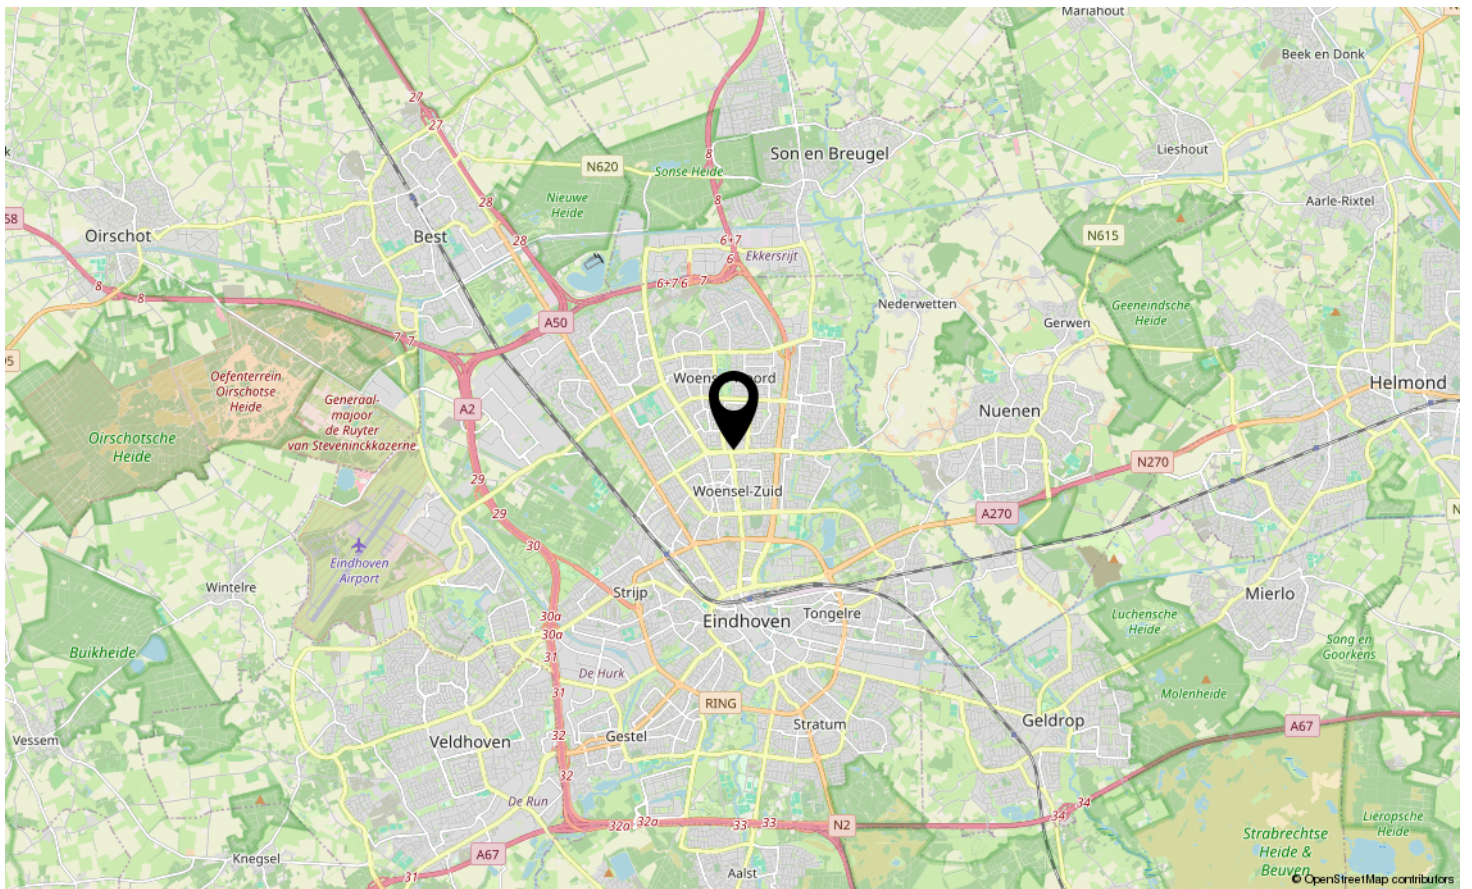 Mariahout
Beek en Donk
27
27
Son en Breugel
8
N620
Sonse Heide
Lieshout
k
Nieuwe
Heide
28
8
Aarle-Rixtel
58
Oirschot
Best
28
6+7
N615
6
Ekkersrijt
8
8
6+7
6
7
Nederwetten
Geeneindsche
Heide
A50
Gerwen
7
7
95
Oefenterrein
Oirschotse
Heide
Woensel-Noord
Helmond
Generaal-
majoor
de Ruyter
van Steveninckkazerne
A2
Nuenen
Oirschotsche
Heide
N270
29
Woensel-Zuid
29
A270
N
30
Eindhoven
Airport
Wintelre
Strijp
Mierlo
30a
30a
Eindhoven
Tongelre
Luchensche
Heide
Sang en
Goorkens
Buikheide
31
De Hurk
31
Molenheide
RING
Stratum
Geldrop
A67
Vessem
Veldhoven
32
Gestel
32
De Run
34
34
32a
32a
33
33
N2
Lieropsche
Heide
Strabrechtse
Heide &
Beuven
Knegsel
A67
31
Aalst
© OpenStreetMap contributors